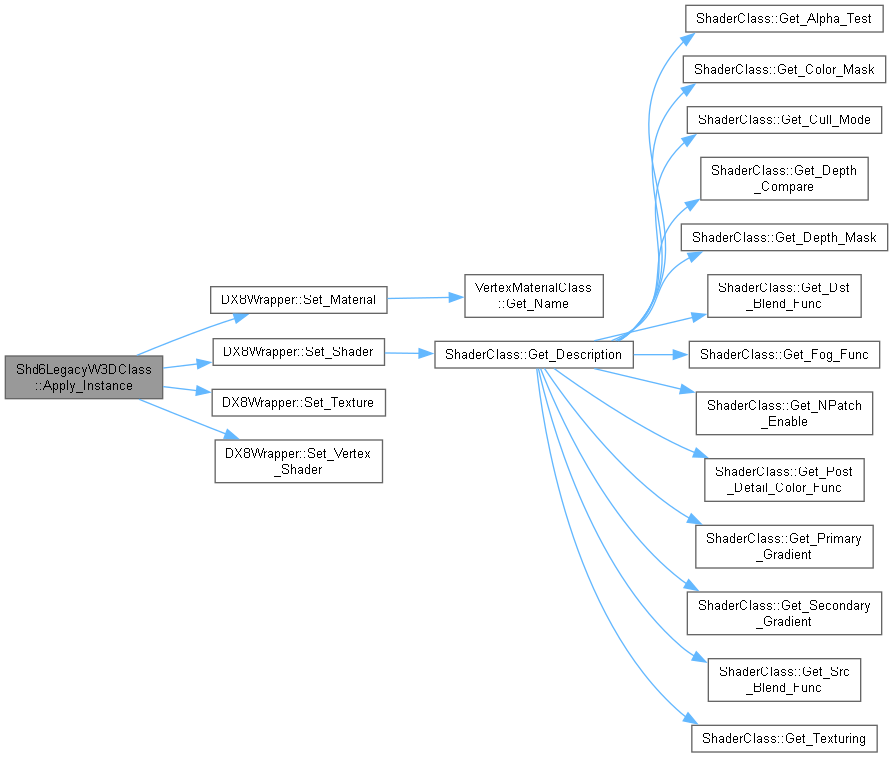 Shd6LegacyW3DClass
::Apply_Instance
DX8Wrapper::Set_Material
VertexMaterialClass
::Get_Name
DX8Wrapper::Set_Shader
ShaderClass::Get_Description
ShaderClass::Get_Alpha_Test
ShaderClass::Get_Color_Mask
ShaderClass::Get_Cull_Mode
ShaderClass::Get_Depth
_Compare
ShaderClass::Get_Depth_Mask
ShaderClass::Get_Dst
_Blend_Func
ShaderClass::Get_Fog_Func
ShaderClass::Get_NPatch
_Enable
ShaderClass::Get_Post
_Detail_Color_Func
ShaderClass::Get_Primary
_Gradient
ShaderClass::Get_Secondary
_Gradient
ShaderClass::Get_Src
_Blend_Func
ShaderClass::Get_Texturing
DX8Wrapper::Set_Texture
DX8Wrapper::Set_Vertex
_Shader